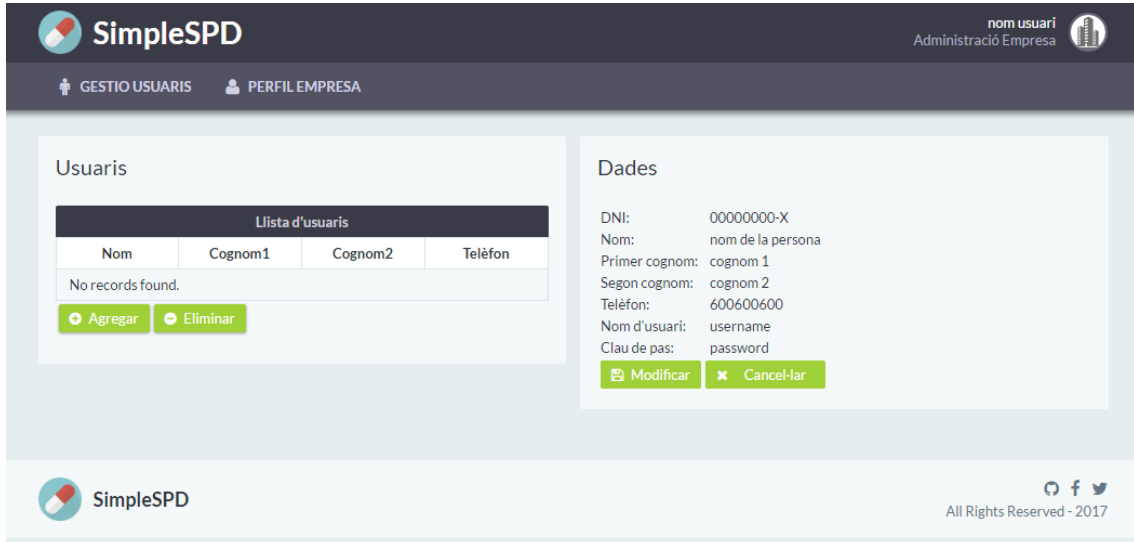 SimpleSPD
nom usuari
Administració Empresa
GESTIO USUARIS PERFIL EMPRESA
Usuaris
Llista d'usuaris
Nom Cognom1 Cognom2 Telèfon
No records found.
Agregar Eliminar
Dades
DNI: 00000000-X
Nom: nom de la persona
Primer cognom: cognom 1
Segon cognom: cognom 2
Telèfon: 600600600
Nom d'usuari: username
Clau de pas: password
Modificar Cancel·lar
SimpleSPD
All Rights Reserved - 2017